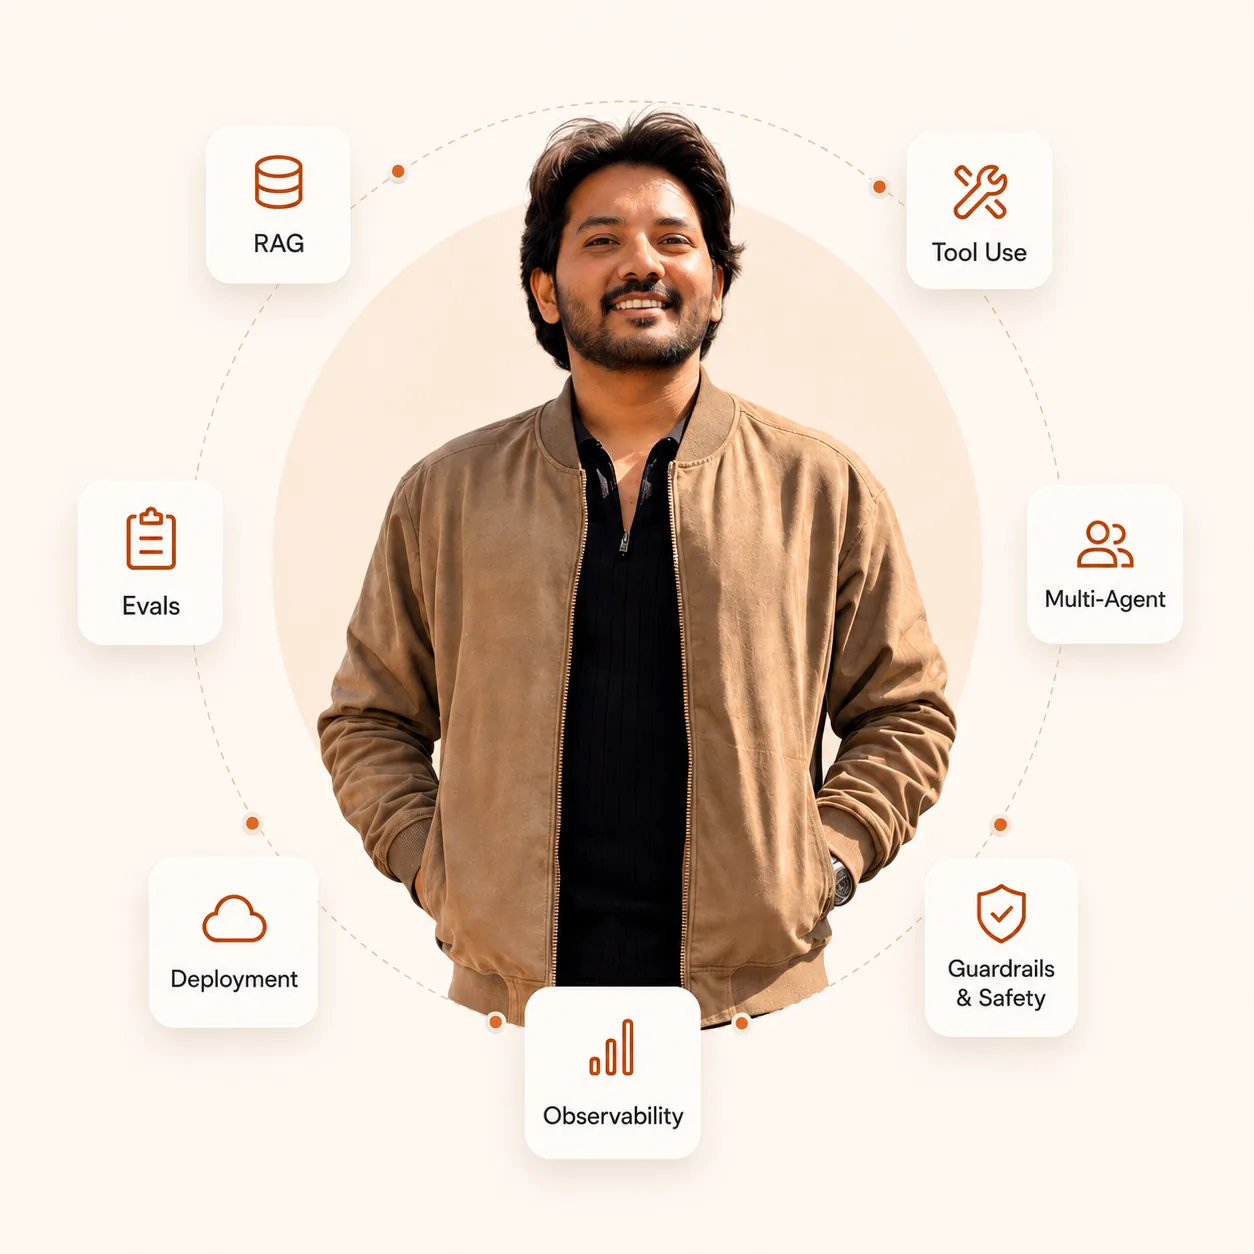 RAG
Tool Use
Evals
Multi-Agent
Deployment
Guardrails
& Safety
Observability